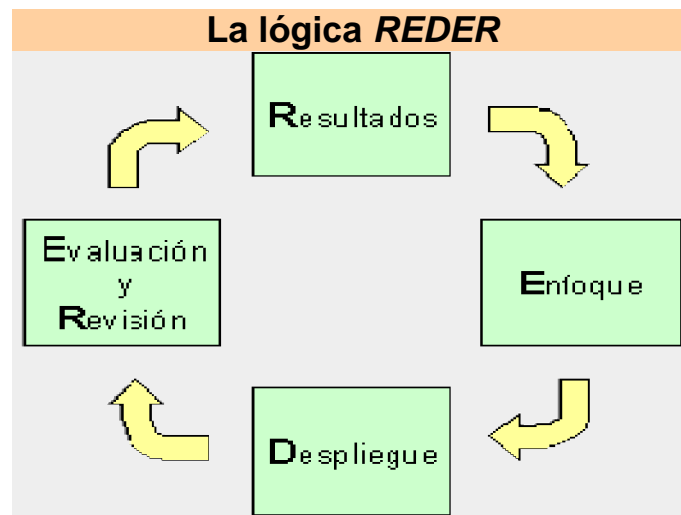 La lógica REDER
Resultados
Enfoque
Despliegue
Evaluación
y
Revisión